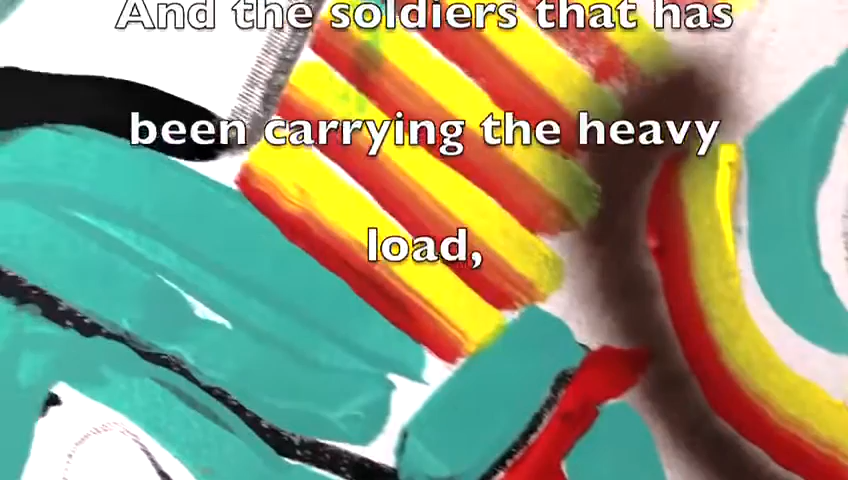 And the soldiers that has
been carrying the heavy
load,